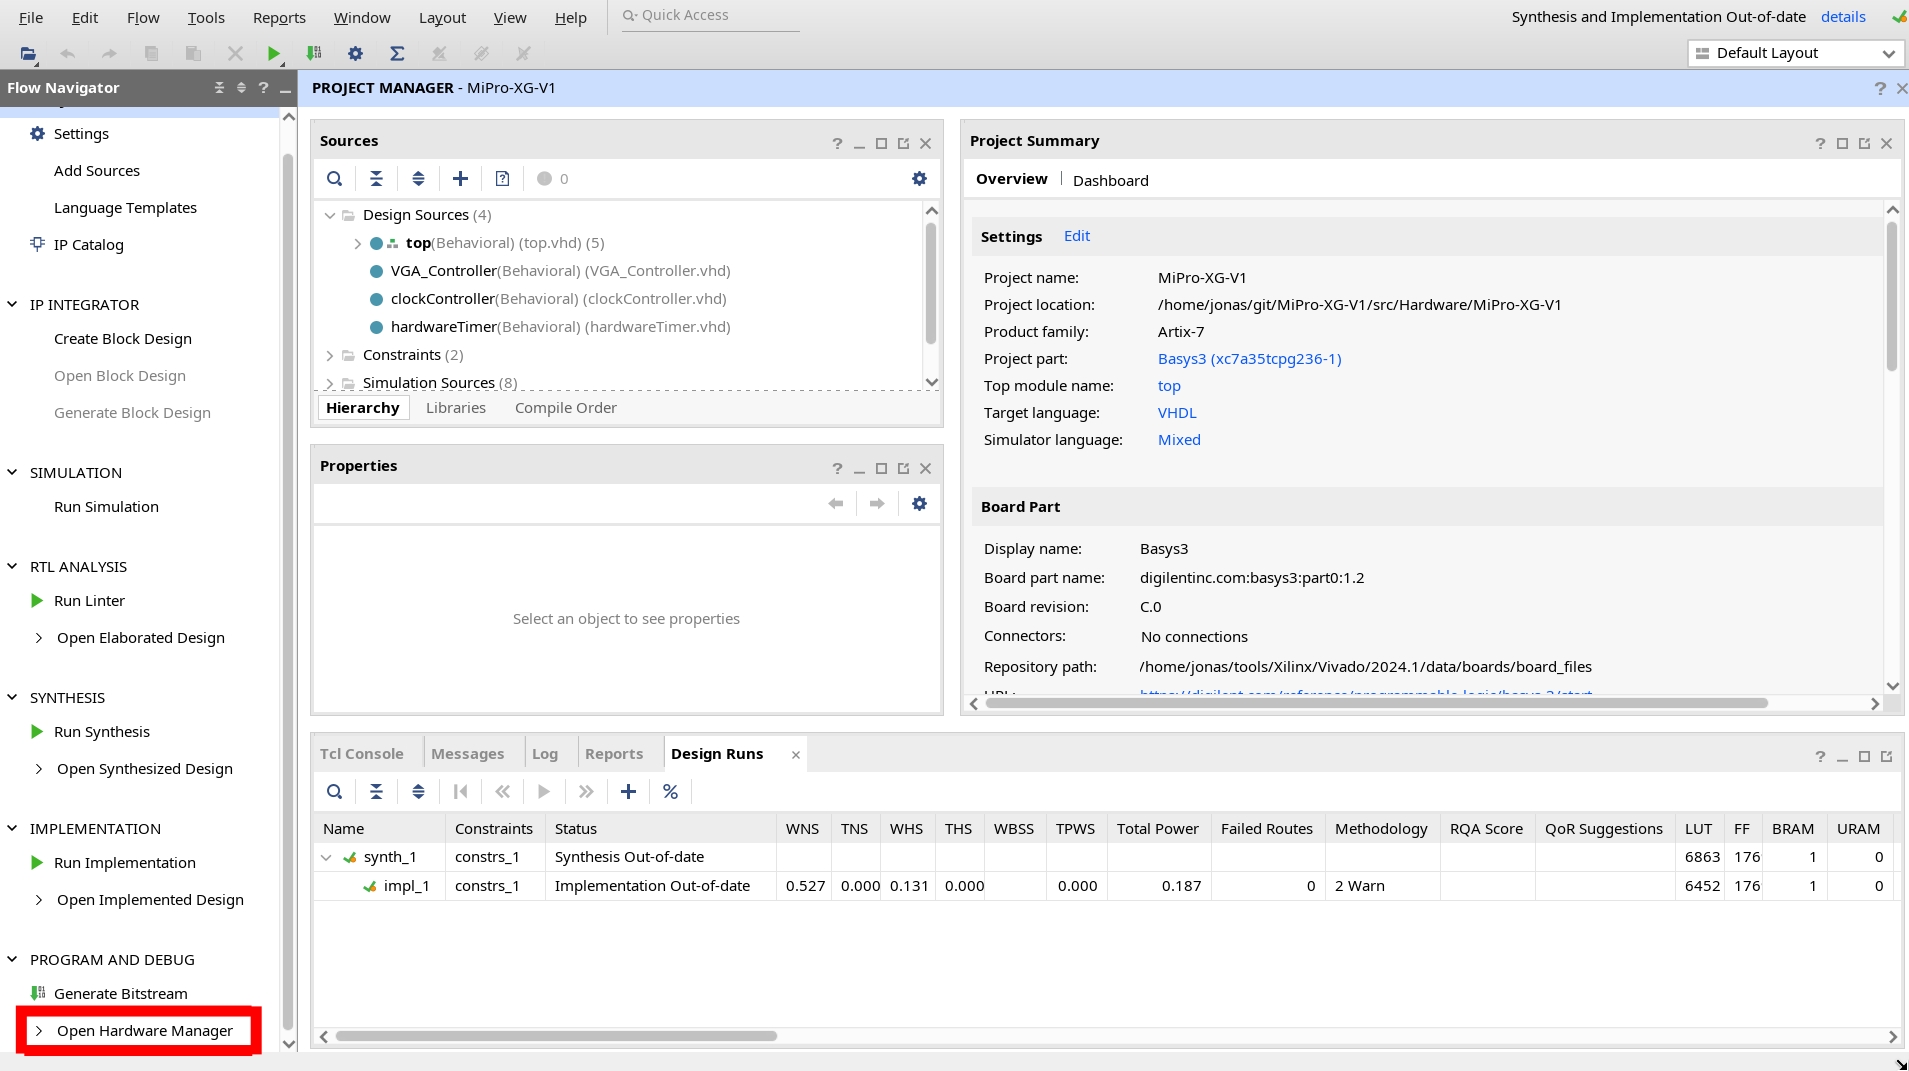 File Edit Flow Tools Reports Window Layout View Help Quick Access Synthesis and Implementation Out-of-date details
Default Layout
Flow Navigator
PROJECT MANAGER - MiPro-XG-V1
Settings
Add Sources
Language Templates
IP Catalog
IP INTEGRATOR
Create Block Design
Open Block Design
Generate Block Design
SIMULATION
Run Simulation
RTL ANALYSIS
Run Linter
Open Elaborated Design
SYNTHESIS
Run Synthesis
Open Synthesized Design
IMPLEMENTATION
Run Implementation
Open Implemented Design
PROGRAM AND DEBUG
Generate Bitstream
Open Hardware Manager
Sources
0
Design Sources (4)
top(Behavioral) (top.vhd) (5)
VGA_Controller(Behavioral) (VGA_Controller.vhd)
clockController(Behavioral) (clockController.vhd)
hardwareTimer(Behavioral) (hardwareTimer.vhd)
Constraints (2)
Simulation Sources (8)
Hierarchy Libraries Compile Order
Properties
Select an object to see properties
Project Summary
Overview Dashboard
Settings Edit
Project name: MiPro-XG-V1
Project location: /home/jonas/git/MiPro-XG-V1/src/Hardware/MiPro-XG-V1
Product family: Artix-7
Project part: Basys3 (xc7a35tcpg236-1)
Top module name: top
Target language: VHDL
Simulator language: Mixed
Board Part
Display name: Basys3
Board part name: digilentinc.com:basys3:part0:1.2
Board revision: C.0
Connectors: No connections
Repository path: /home/jonas/tools/Xilinx/Vivado/2024.1/data/boards/board_files
Tcl Console Messages Log Reports Design Runs
Name Constraints Status WNS TNS WHS THS WBSS TPWS Total Power Failed Routes Methodology RQA Score QoR Suggestions LUT FF BRAM URAM
synth_1 constrs_1 Synthesis Out-of-date 6863 176 1 0
impl_1 constrs_1 Implementation Out-of-date 0.527 0.000 0.131 0.000 0.000 0.187 0 2 Warn 6452 176 1 0